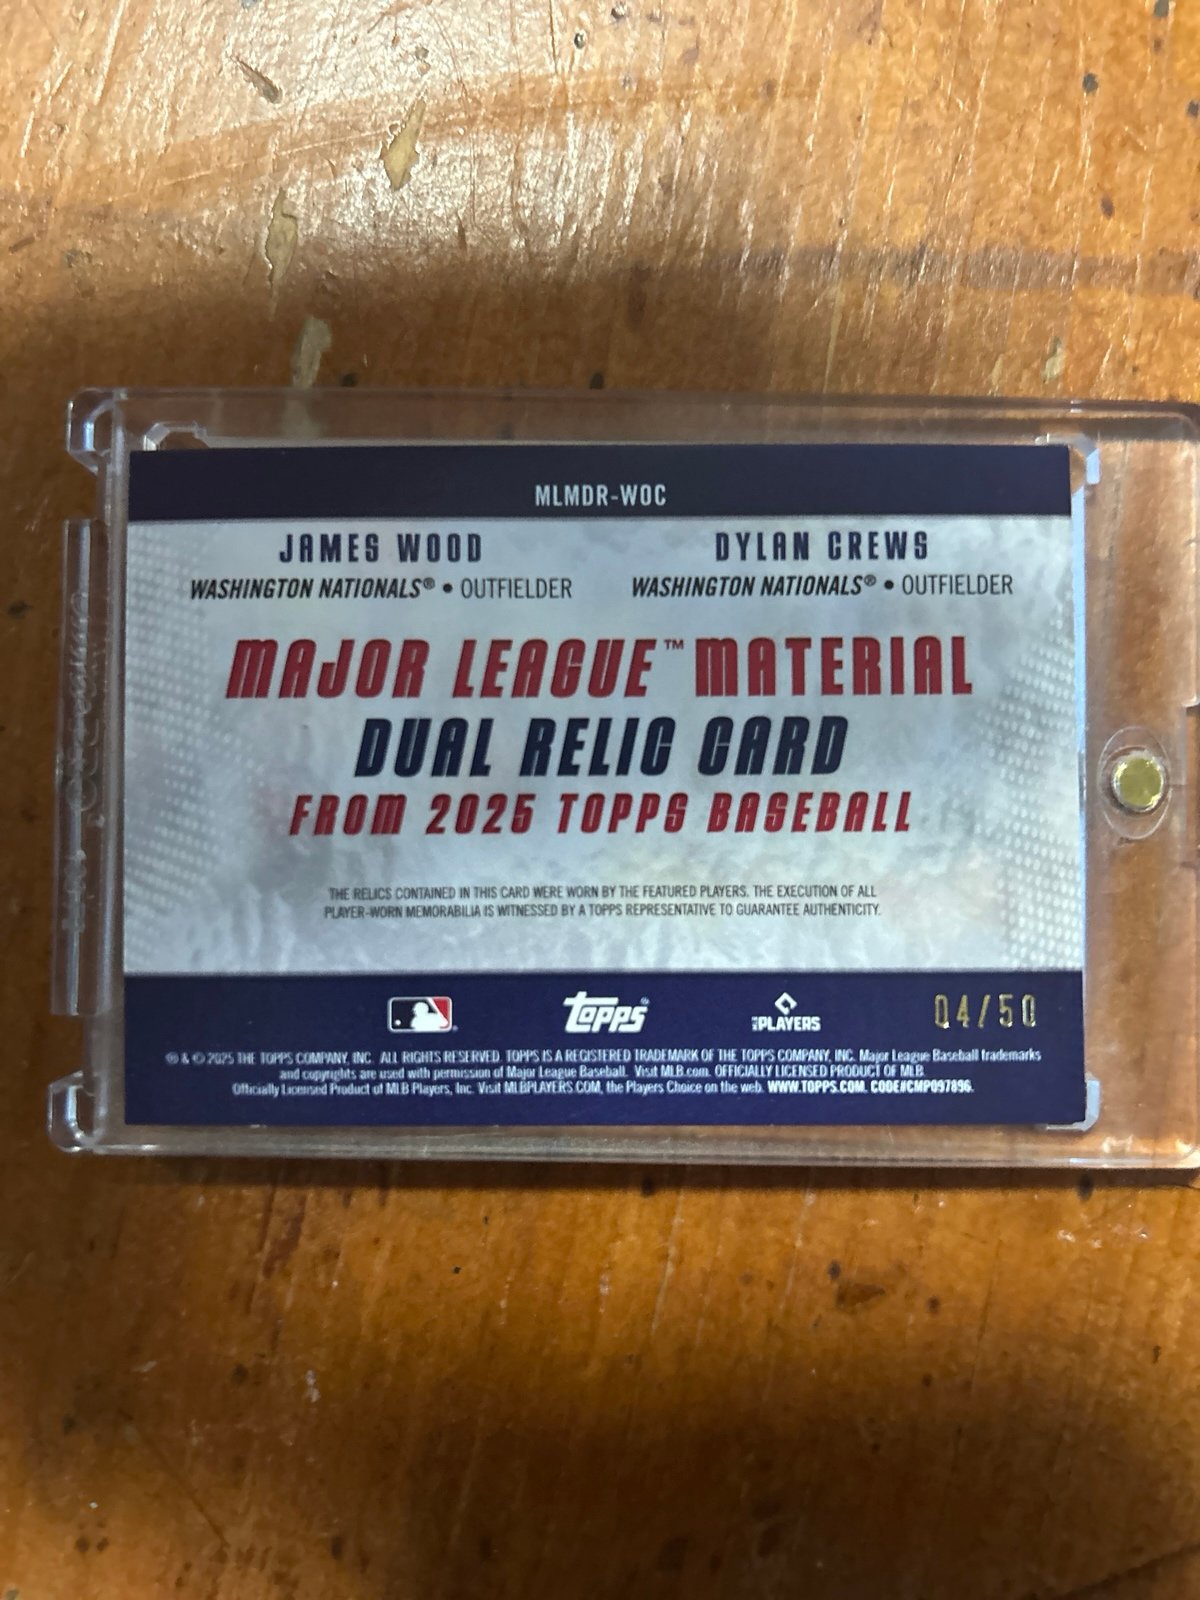 MLMDR-WOC
JAMES WOOD
WASHINGTON NATIONALS® • OUTFIELDER
DYLAN CREWS
WASHINGTON NATIONALS® • OUTFIELDER
MAJOR LEAGUE™ MATERIAL
DUAL RELIC CARD
FROM 2025 TOPPS BASEBALL
THE RELICS CONTAINED IN THIS CARD WERE WORN BY THE FEATURED PLAYERS. THE EXECUTION OF ALL
PLAYER-WORN MEMORABILIA IS WITNESSED BY A TOPPS REPRESENTATIVE TO GUARANTEE AUTHENTICITY.
topps®
PLAYERS
04/50
® & © 2025 THE TOPPS COMPANY, INC. ALL RIGHTS RESERVED. TOPPS IS A REGISTERED TRADEMARK OF THE TOPPS COMPANY, INC. Major League Baseball trademarks
and copyrights are used with permission of Major League Baseball. Visit MLB.com. OFFICIALLY LICENSED PRODUCT OF MLB
Officially Licensed Product of MLB Players, Inc. Visit MLBPLAYERS.COM, the Players Choice on the web. WWW.TOPPS.COM. CODE#CMP097896.